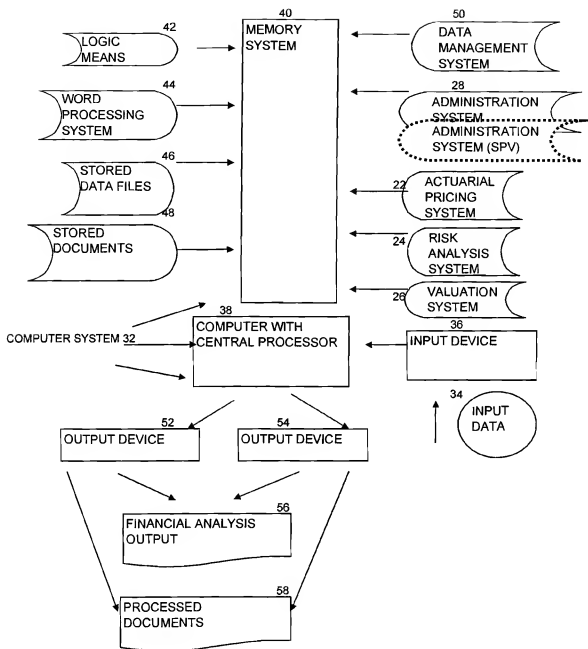 42
LOGIC
MEANS
40
MEMORY
SYSTEM
50
DATA
MANAGEMENT
SYSTEM
44
WORD
PROCESSING
SYSTEM
28
ADMINISTRATION
SYSTEM
ADMINISTRATION
SYSTEM (SPV)
46
STORED
DATA FILES
22
ACTUARIAL
PRICING
SYSTEM
48
STORED
DOCUMENTS
24
RISK
ANALYSIS
SYSTEM
26
VALUATION
SYSTEM
COMPUTER SYSTEM 32
38
COMPUTER WITH
CENTRAL PROCESSOR
36
INPUT DEVICE
34
INPUT
DATA
52
OUTPUT DEVICE
54
OUTPUT DEVICE
56
FINANCIAL ANALYSIS
OUTPUT
58
PROCESSED
DOCUMENTS